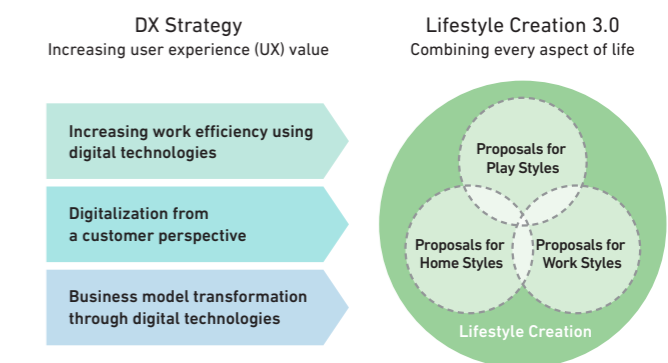 DX Strategy
Increasing user experience (UX) value
Increasing work efficiency using
digital technologies
Digitalization from
a customer perspective
Business model transformation
through digital technologies
Lifestyle Creation 3.0
Combining every aspect of life
Proposals for
Play Styles
Proposals for
Home Styles
Proposals for
Work Styles
Lifestyle Creation